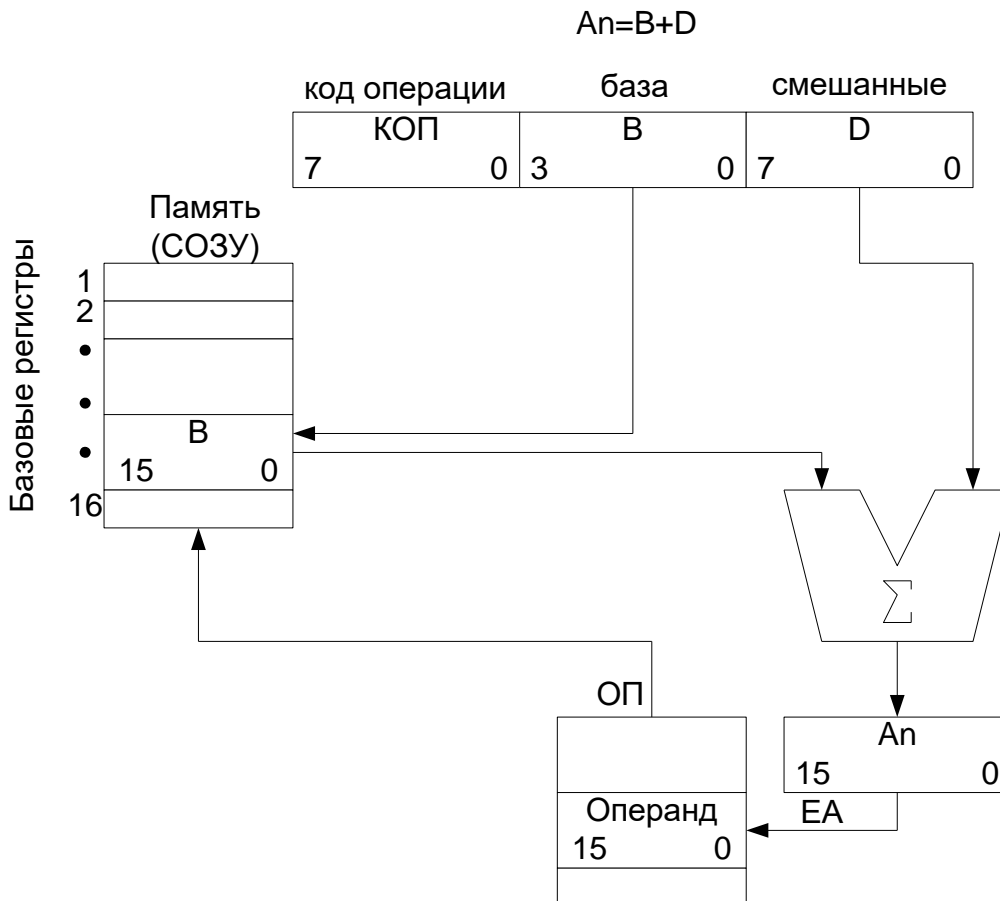 An=B+D
код операции база смешанные
КОП B D
7 0 3 0 7 0
Память
(СОЗУ)
Базовые регистры
1
2
•
•
B
•
15 0
16
Σ
ОП
An
15 0
Операнд
EA
15 0